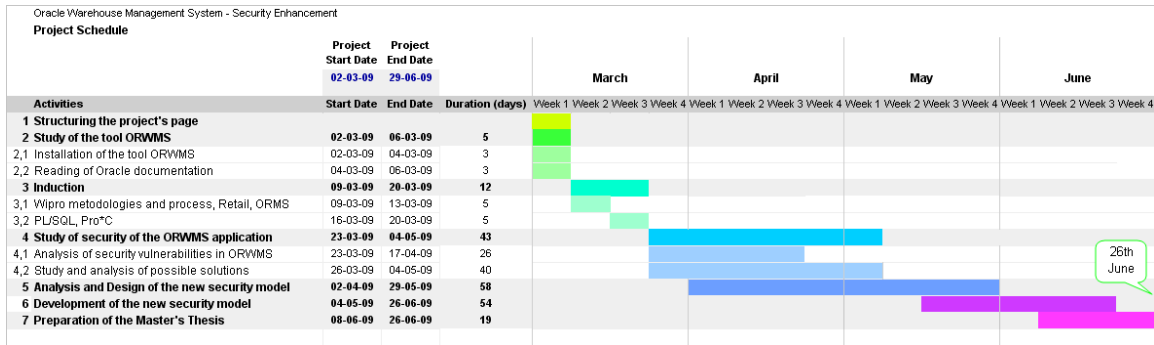 Oracle Warehouse Management System - Security Enhancement
Project Schedule
Project Project
Start Date End Date
02-03-09 29-06-09 March April May June
Activities Start Date End Date Duration (days) Week 1 Week 2 Week 3 Week 4 Week 1 Week 2 Week 3 Week 4 Week 1 Week 2 Week 3 Week 4 Week 1 Week 2 Week 3 Week 4
1 Structuring the project's page
2 Study of the tool ORWMS 02-03-09 06-03-09 5
2,1 Installation of the tool ORWMS 02-03-09 04-03-09 3
2,2 Reading of Oracle documentation 04-03-09 06-03-09 3
3 Induction 09-03-09 20-03-09 12
3,1 Wipro metodologies and process, Retail, ORMS 09-03-09 13-03-09 5
3,2 PL/SQL, Pro*C 16-03-09 20-03-09 5
4 Study of security of the ORWMS application 23-03-09 04-05-09 43
4,1 Analysis of security vulnerabilities in ORWMS 23-03-09 17-04-09 26
4,2 Study and analysis of possible solutions 26-03-09 04-05-09 40
26th
June
5 Analysis and Design of the new security model 02-04-09 29-05-09 58
6 Development of the new security model 04-05-09 26-06-09 54
7 Preparation of the Master's Thesis 08-06-09 26-06-09 19